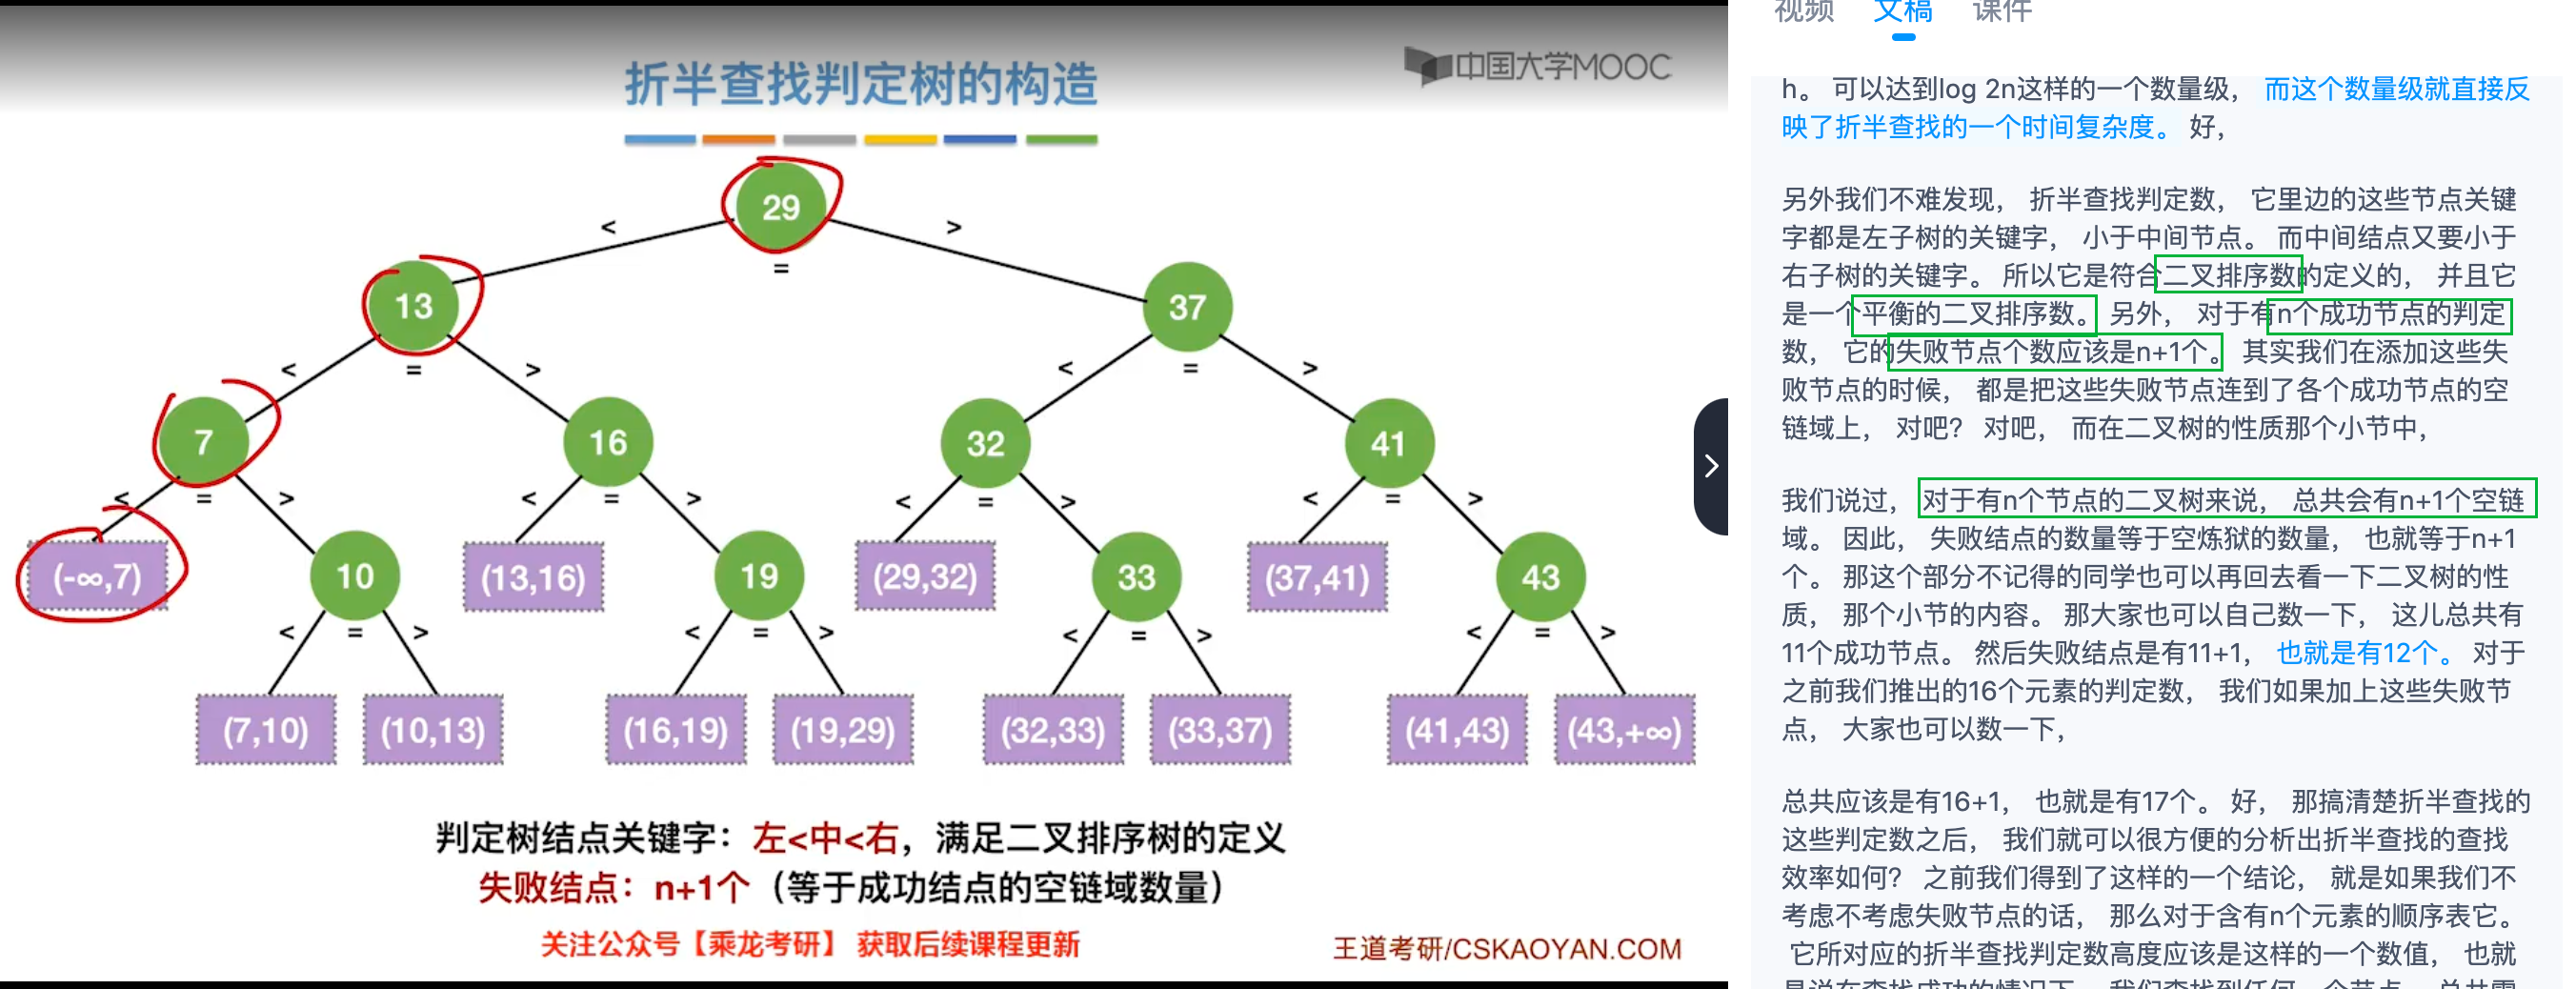 折半查找判定树的构造
中国大学MOOC
29
< >
=
13
37
< = >
< = >
7
16
32
41
< = >
< = >
< = >
< = >
(-∞,7)
10
(13,16)
19
(29,32)
33
(37,41)
43
< = >
< = >
< = >
< = >
(7,10)
(10,13)
(16,19)
(19,29)
(32,33)
(33,37)
(41,43)
(43,+∞)
判定树结点关键字：左<中<右，满足二叉排序树的定义
失败结点：n+1个（等于成功结点的空链域数量）
关注公众号【乘龙考研】 获取后续课程更新
王道考研/CSKAOYAN.COM
视频 文稿 课件
h。 可以达到log 2n这样的一个数量级， 而这个数量级就直接反
映了折半查找的一个时间复杂度。 好，
另外我们不难发现， 折半查找判定数， 它里边的这些节点关键
字都是左子树的关键字， 小于中间节点。 而中间结点又要小于
右子树的关键字。 所以它是符合二叉排序数的定义的， 并且它
是一个平衡的二叉排序数。 另外， 对于有n个成功节点的判定
数， 它的失败节点个数应该是n+1个。 其实我们在添加这些失
败节点的时候， 都是把这些失败节点连到了各个成功节点的空
链域上， 对吧? 对吧， 而在二叉树的性质那个小节中，
我们说过， 对于有n个节点的二叉树来说， 总共会有n+1个空链
域。 因此， 失败结点的数量等于空炼狱的数量， 也就等于n+1
个。 那这个部分不记得的同学也可以再回去看一下二叉树的性
质， 那个小节的内容。 那大家也可以自己数一下， 这儿总共有
11个成功节点。 然后失败结点是有11+1， 也就是有12个。 对于
之前我们推出的16个元素的判定数， 我们如果加上这些失败节
点， 大家也可以数一下，
总共应该是有16+1， 也就是有17个。 好， 那搞清楚折半查找的
这些判定数之后， 我们就可以很方便的分析出折半查找的查找
效率如何? 之前我们得到了这样的一个结论， 就是如果我们不
考虑不考虑失败节点的话， 那么对于含有n个元素的顺序表它。
它所对应的折半查找判定数高度应该是这样的一个数值， 也就
是说在查找成功的情况下， 我们查找到任何一个节点， 总共需